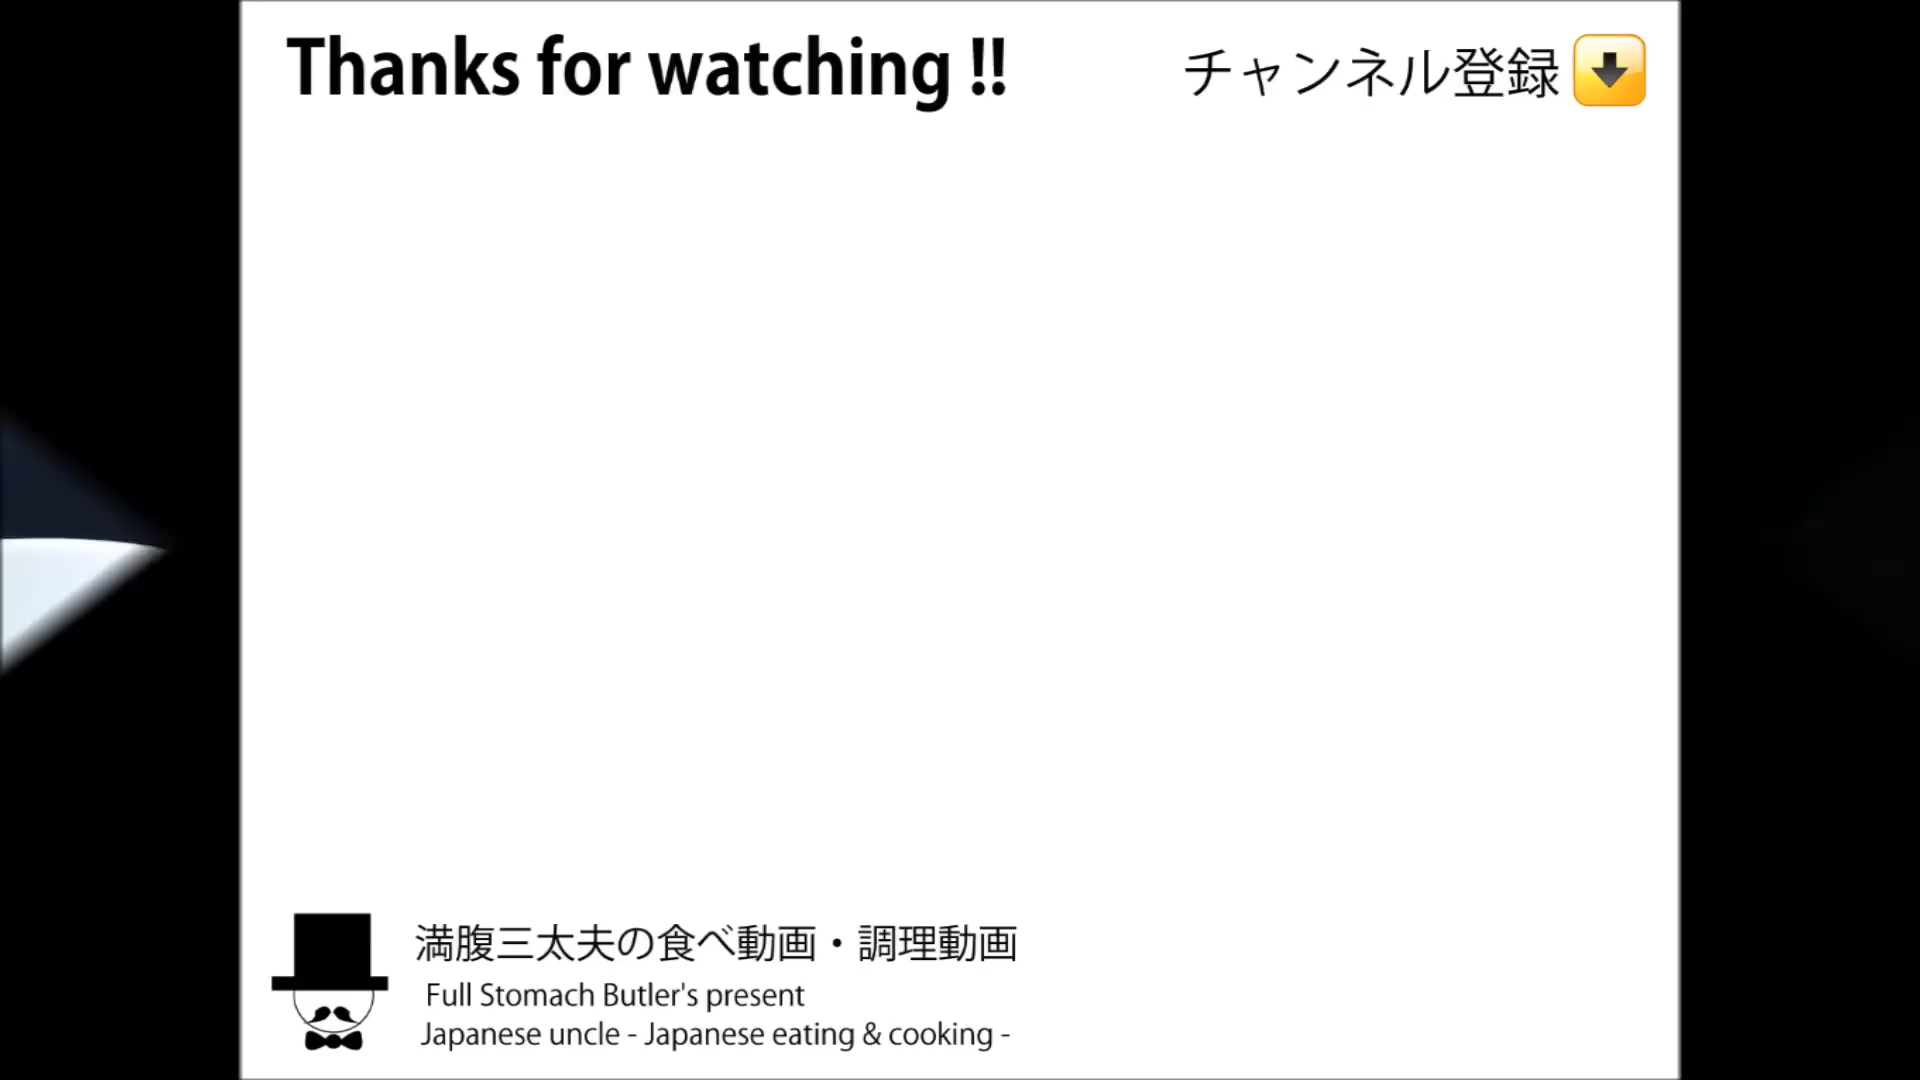 Thanks for watching !!
チャンネル登録
満腹三太夫の食べ動画・調理動画
Full Stomach Butler's present
Japanese uncle - Japanese eating & cooking -